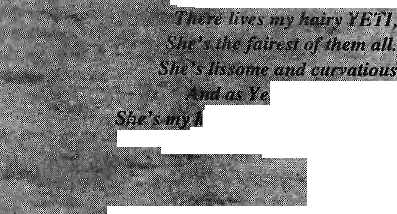 There lives my hairy YETI,
She's the fairest of them all.
She's lissome and curvatious
And as
She's my